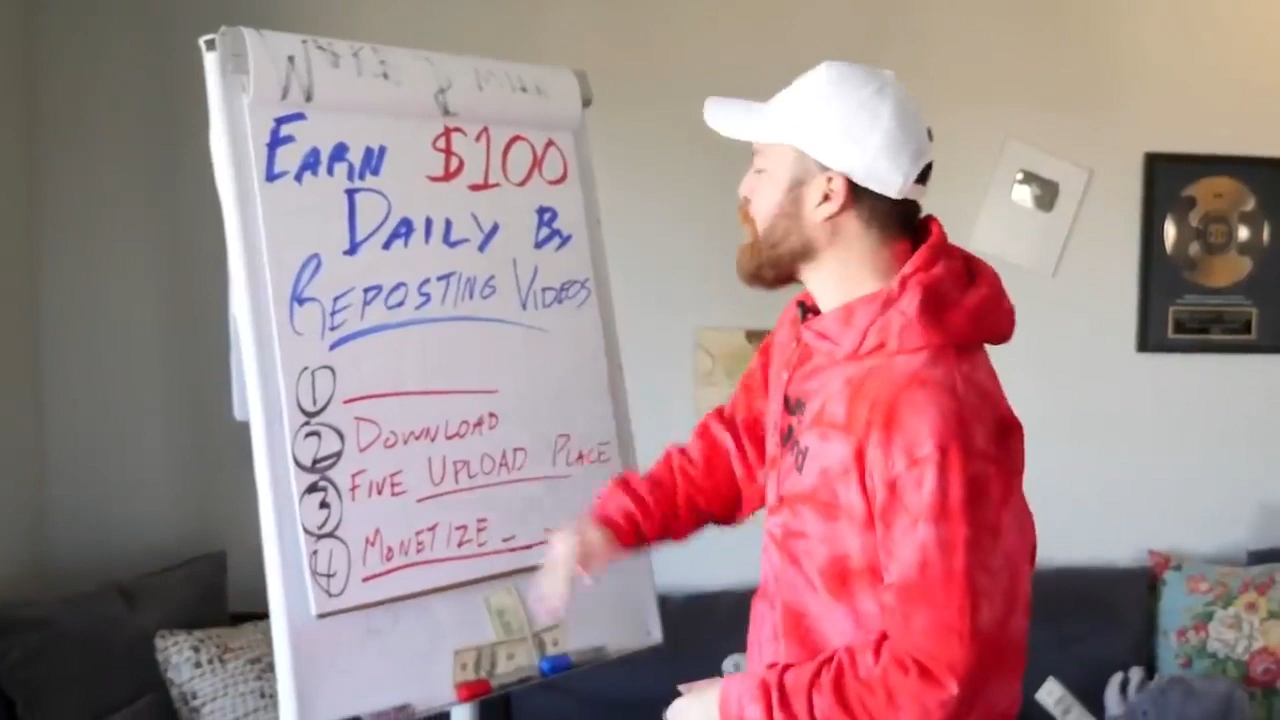 EARN $100
DAILY By
REPOSTING VIDEOS
1
2 DOWNLOAD
3 FIVE UPLOAD PLACE
4 MONETIZE